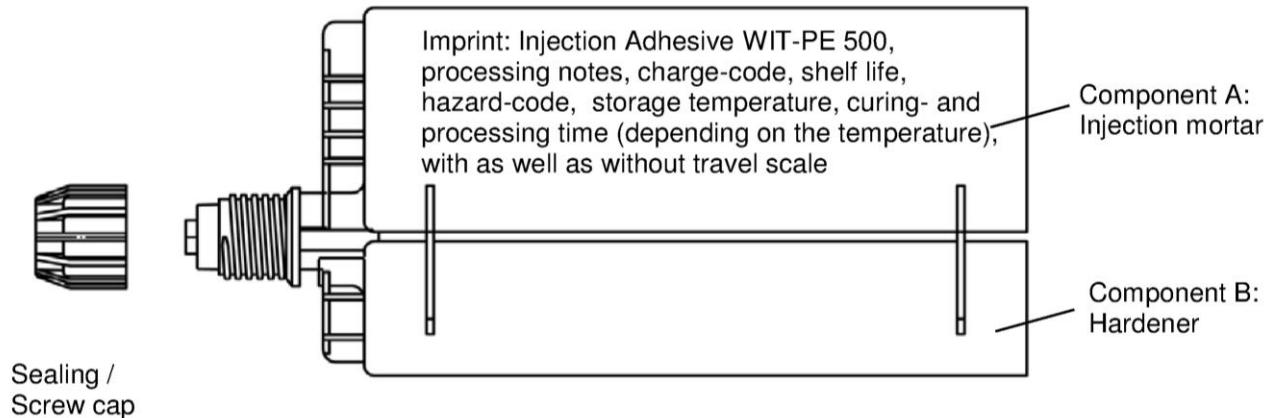 Imprint: Injection Adhesive WIT-PE 500,
processing notes, charge-code, shelf life,
hazard-code, storage temperature, curing- and
processing time (depending on the temperature),
with as well as without travel scale
Component A:
Injection mortar
Component B:
Hardener
Sealing /
Screw cap